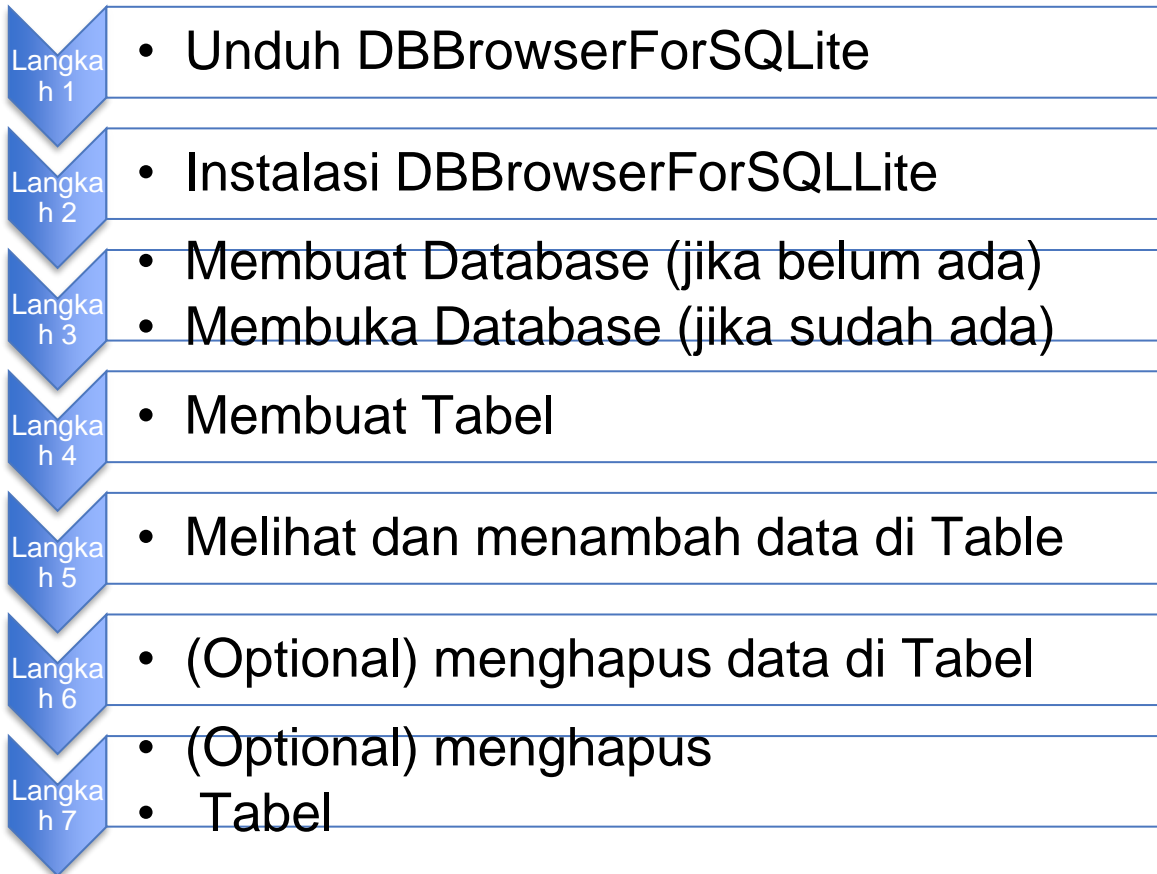 Langka
h 1
• Unduh DBBrowserForSQLite
Langka
h 2
• Instalasi DBBrowserForSQLLite
Langka
h 3
• Membuat Database (jika belum ada)
• Membuka Database (jika sudah ada)
Langka
h 4
• Membuat Tabel
Langka
h 5
• Melihat dan menambah data di Table
Langka
h 6
• (Optional) menghapus data di Tabel
Langka
h 7
• (Optional) menghapus
• Tabel